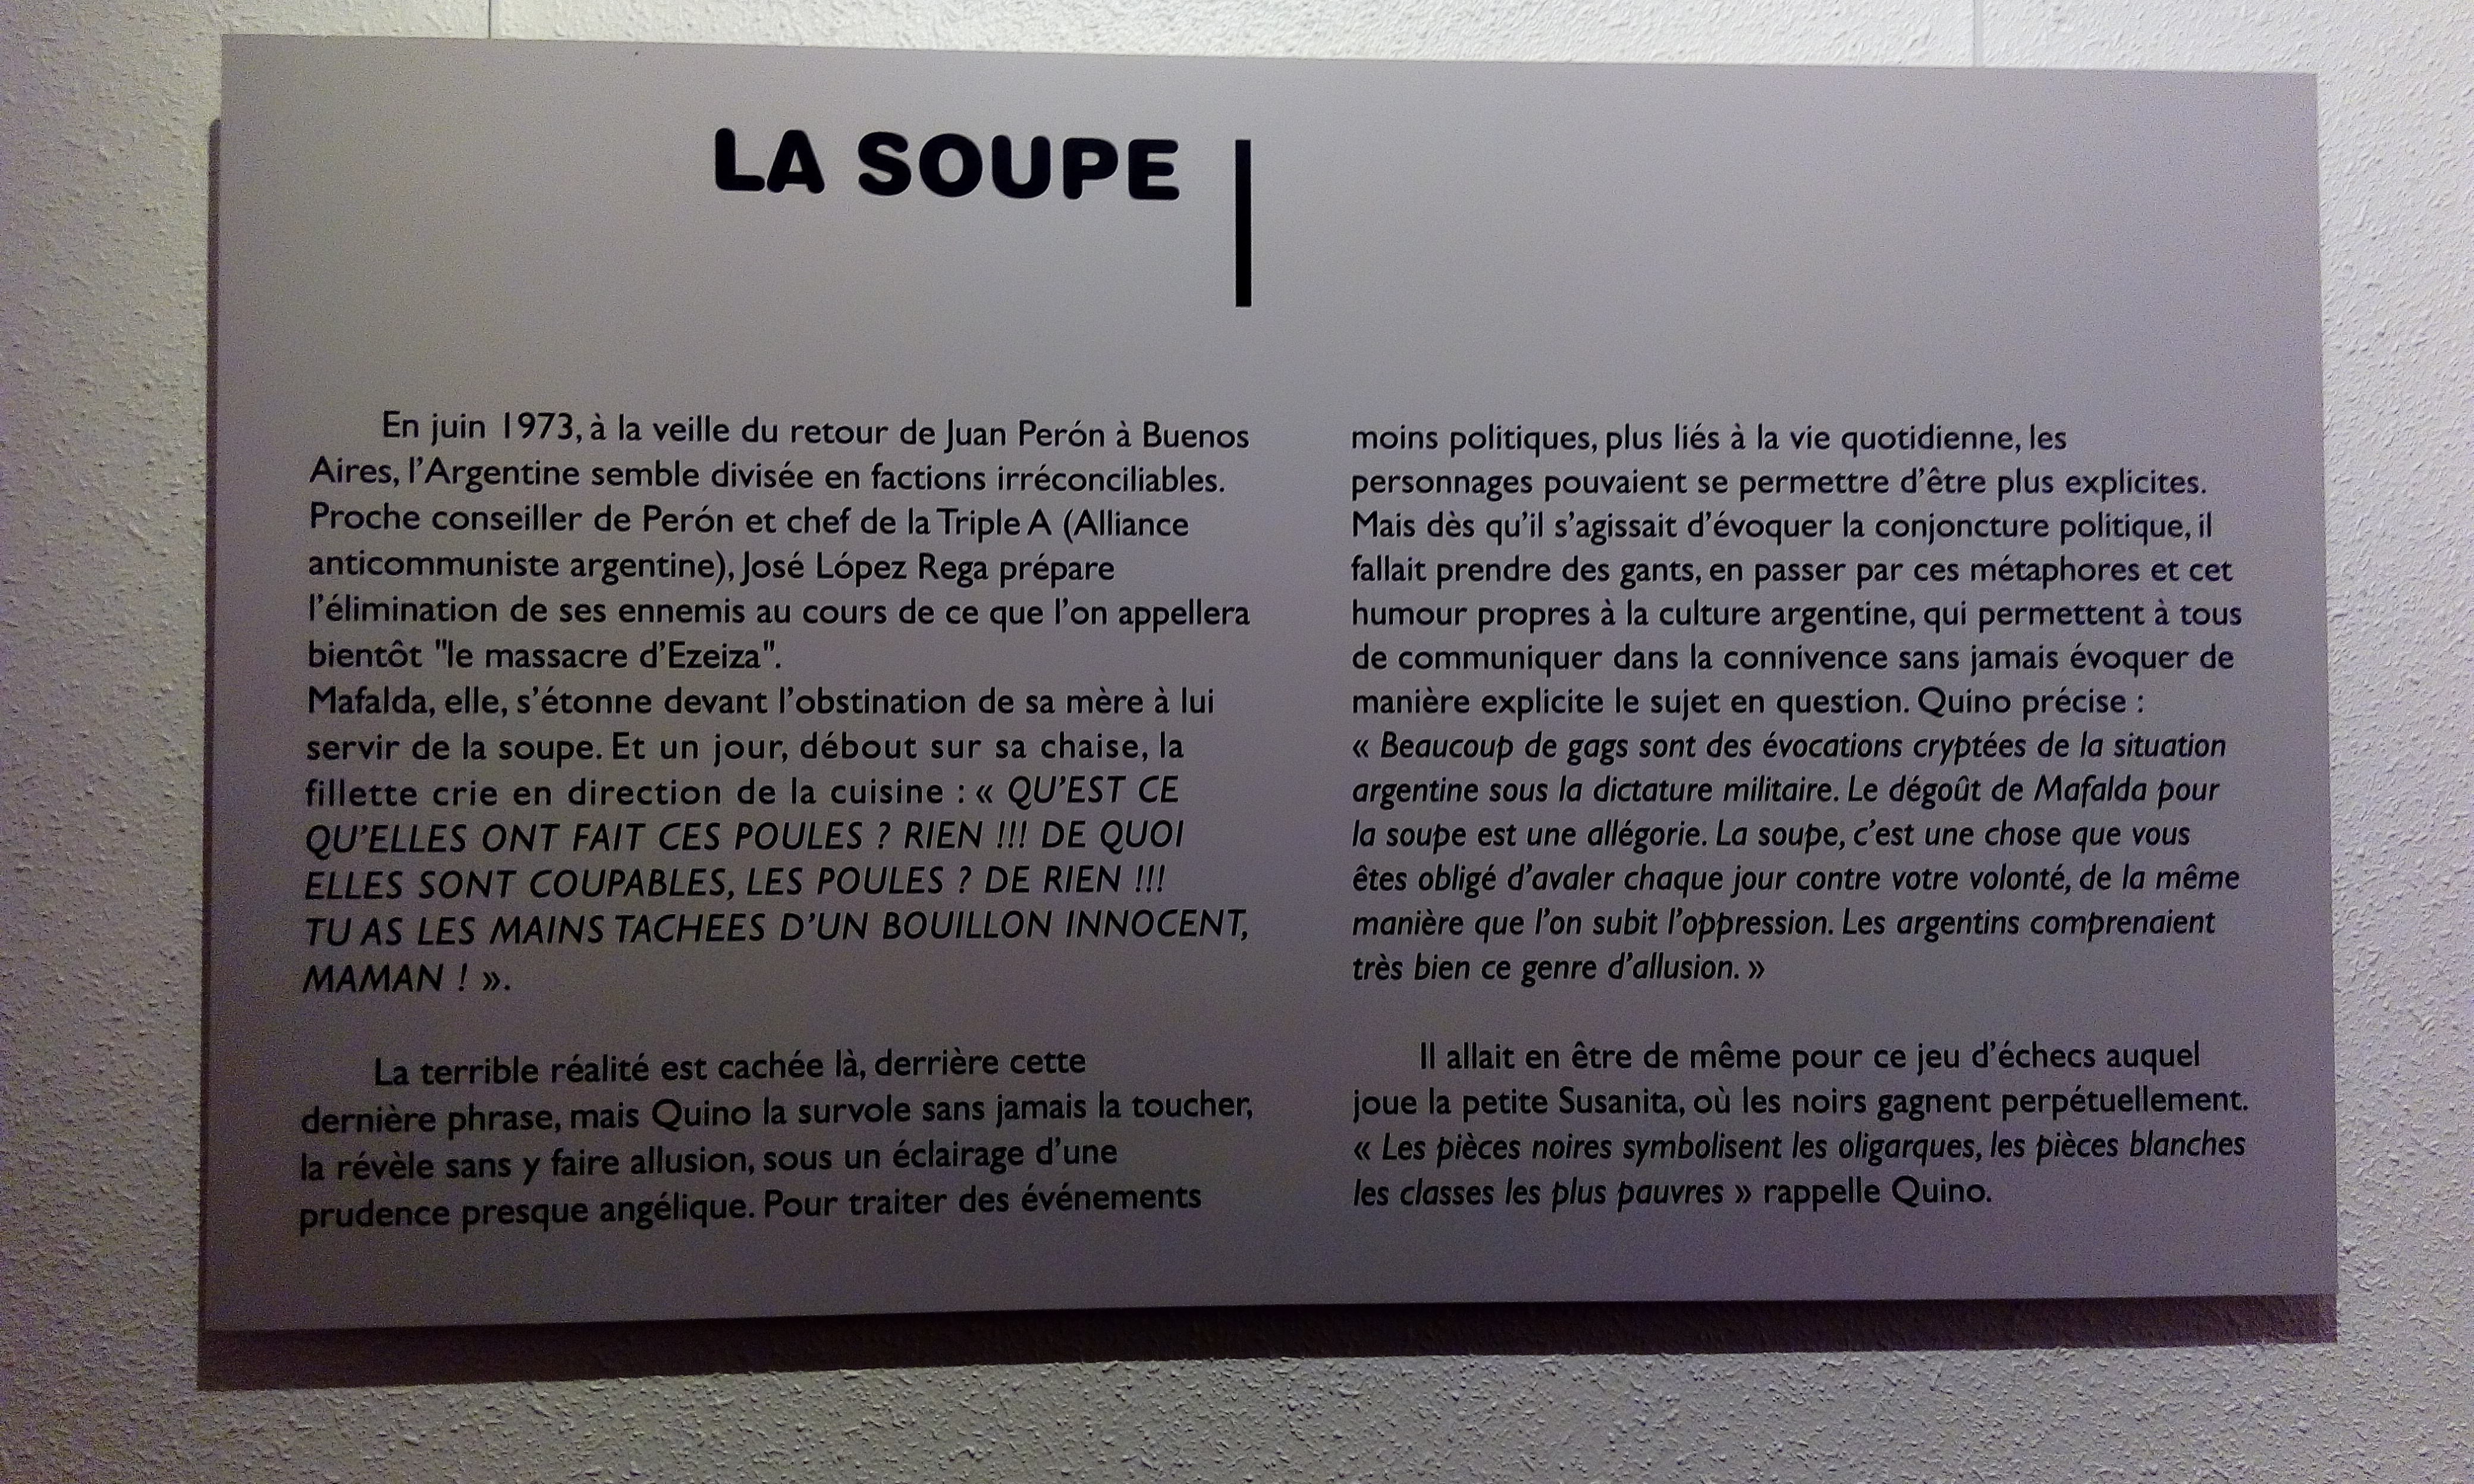 LA SOUPE
En juin 1973, à la veille du retour de Juan Perón à Buenos
Aires, l'Argentine semble divisée en factions irréconciliables.
Proche conseiller de Perón et chef de la Triple A (Alliance
anticommuniste argentine), José López Rega prépare
l'élimination de ses ennemis au cours de ce que l'on appellera
bientôt "le massacre d'Ezeiza".
Mafalda, elle, s'étonne devant l'obstination de sa mère à lui
servir de la soupe. Et un jour, débout sur sa chaise, la
fillette crie en direction de la cuisine : « QU'EST CE
QU'ELLES ONT FAIT CES POULES ? RIEN !!! DE QUOI
ELLES SONT COUPABLES, LES POULES ? DE RIEN !!!
TU AS LES MAINS TACHEES D'UN BOUILLON INNOCENT,
MAMAN ! ».
La terrible réalité est cachée là, derrière cette
dernière phrase, mais Quino la survole sans jamais la toucher,
la révèle sans y faire allusion, sous un éclairage d'une
prudence presque angélique. Pour traiter des événements
moins politiques, plus liés à la vie quotidienne, les
personnages pouvaient se permettre d'être plus explicites.
Mais dès qu'il s'agissait d'évoquer la conjoncture politique, il
fallait prendre des gants, en passer par ces métaphores et cet
humour propres à la culture argentine, qui permettent à tous
de communiquer dans la connivence sans jamais évoquer de
manière explicite le sujet en question. Quino précise :
« Beaucoup de gags sont des évocations cryptées de la situation
argentine sous la dictature militaire. Le dégoût de Mafalda pour
la soupe est une allégorie. La soupe, c'est une chose que vous
êtes obligé d'avaler chaque jour contre votre volonté, de la même
manière que l'on subit l'oppression. Les argentins comprenaient
très bien ce genre d'allusion. »
Il allait en être de même pour ce jeu d'échecs auquel
joue la petite Susanita, où les noirs gagnent perpétuellement.
« Les pièces noires symbolisent les oligarques, les pièces blanches
les classes les plus pauvres » rappelle Quino.